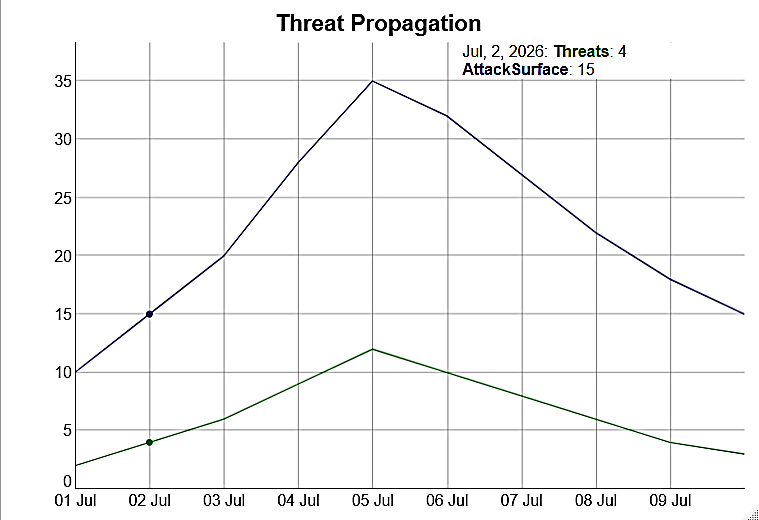 Threat Propagation
Jul, 2, 2026: Threats: 4
AttackSurface: 15
35
30
25
20
15
10
5
0
01 Jul 02 Jul 03 Jul 04 Jul 05 Jul 06 Jul 07 Jul 08 Jul 09 Jul